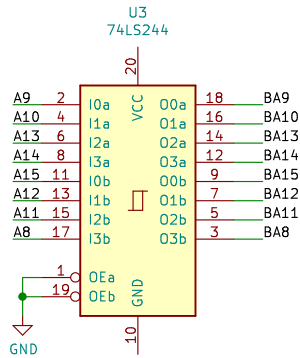 U3
74LS244
20
VCC
A9 2 I0a O0a 18 BA9
A10 4 I1a O1a 16 BA10
A13 6 I2a O2a 14 BA13
A14 8 I3a O3a 12 BA14
A15 11 I0b O0b 9 BA15
A12 13 I1b O1b 7 BA12
A11 15 I2b O2b 5 BA11
A8 17 I3b O3b 3 BA8
1 OEa
19 OEb
GND
10
GND